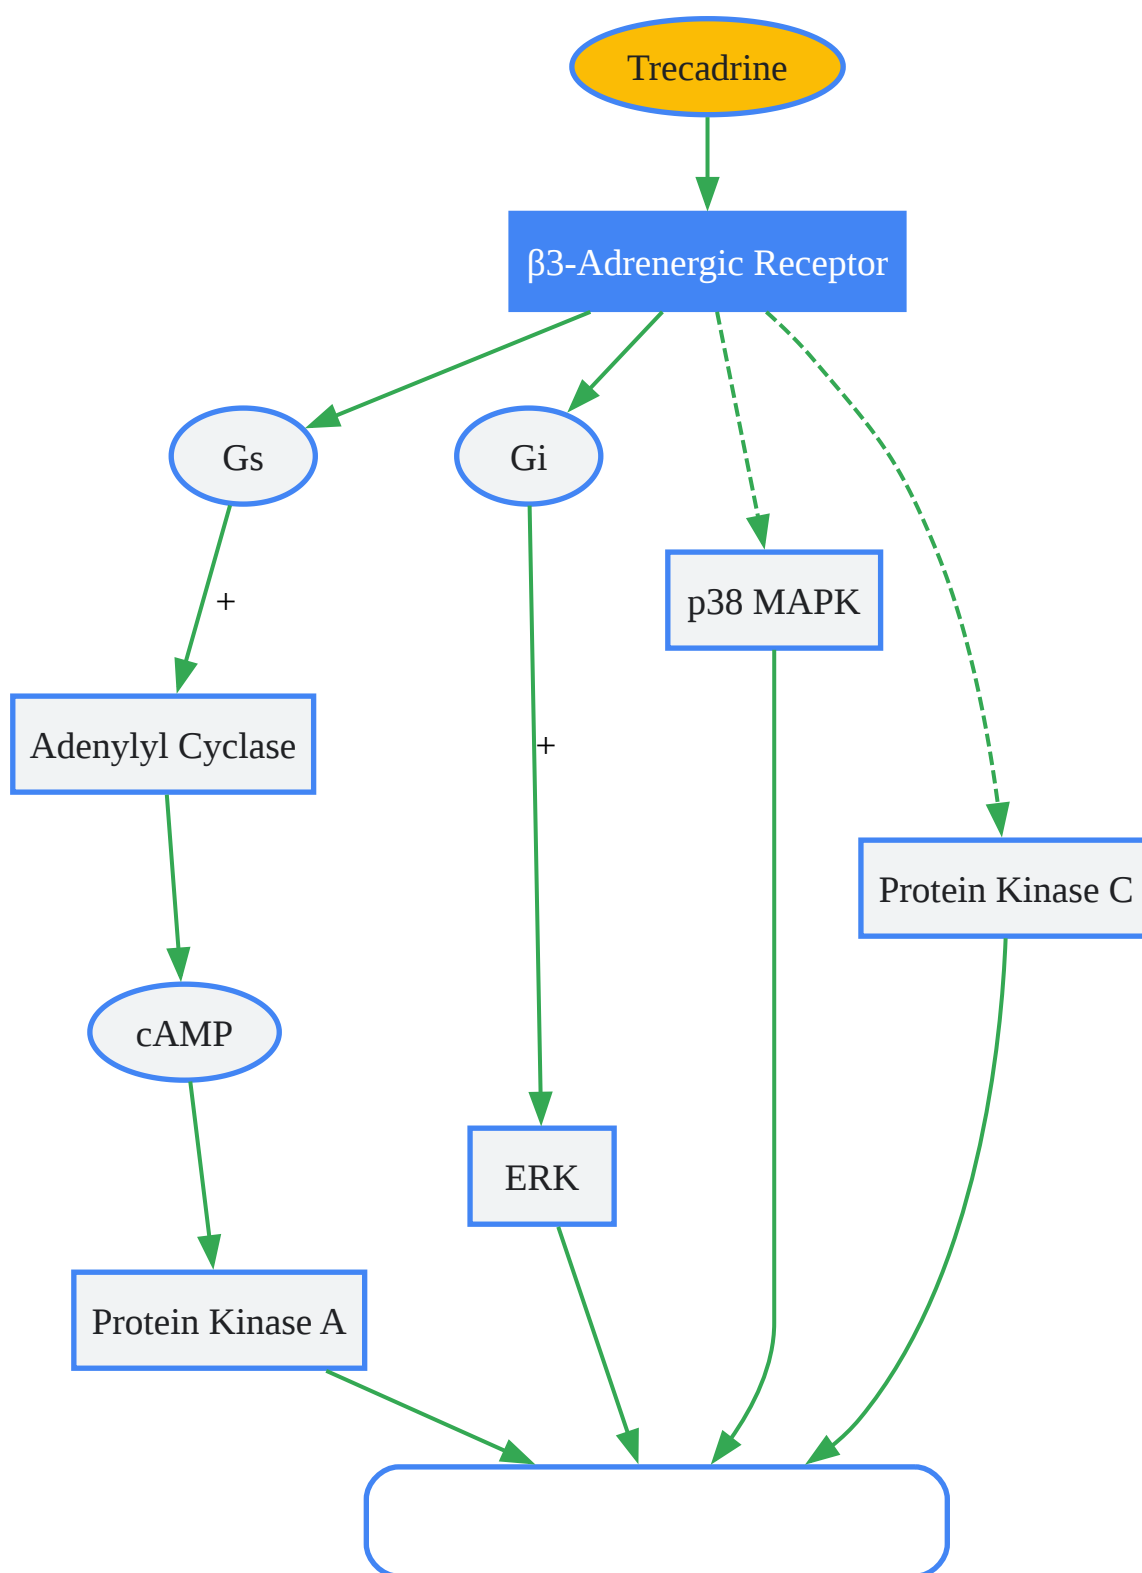 Trecadrine
β3-Adrenergic Receptor
Gs
Gi
+
p38 MAPK
Adenylyl Cyclase
+
Protein Kinase C
cAMP
ERK
Protein Kinase A